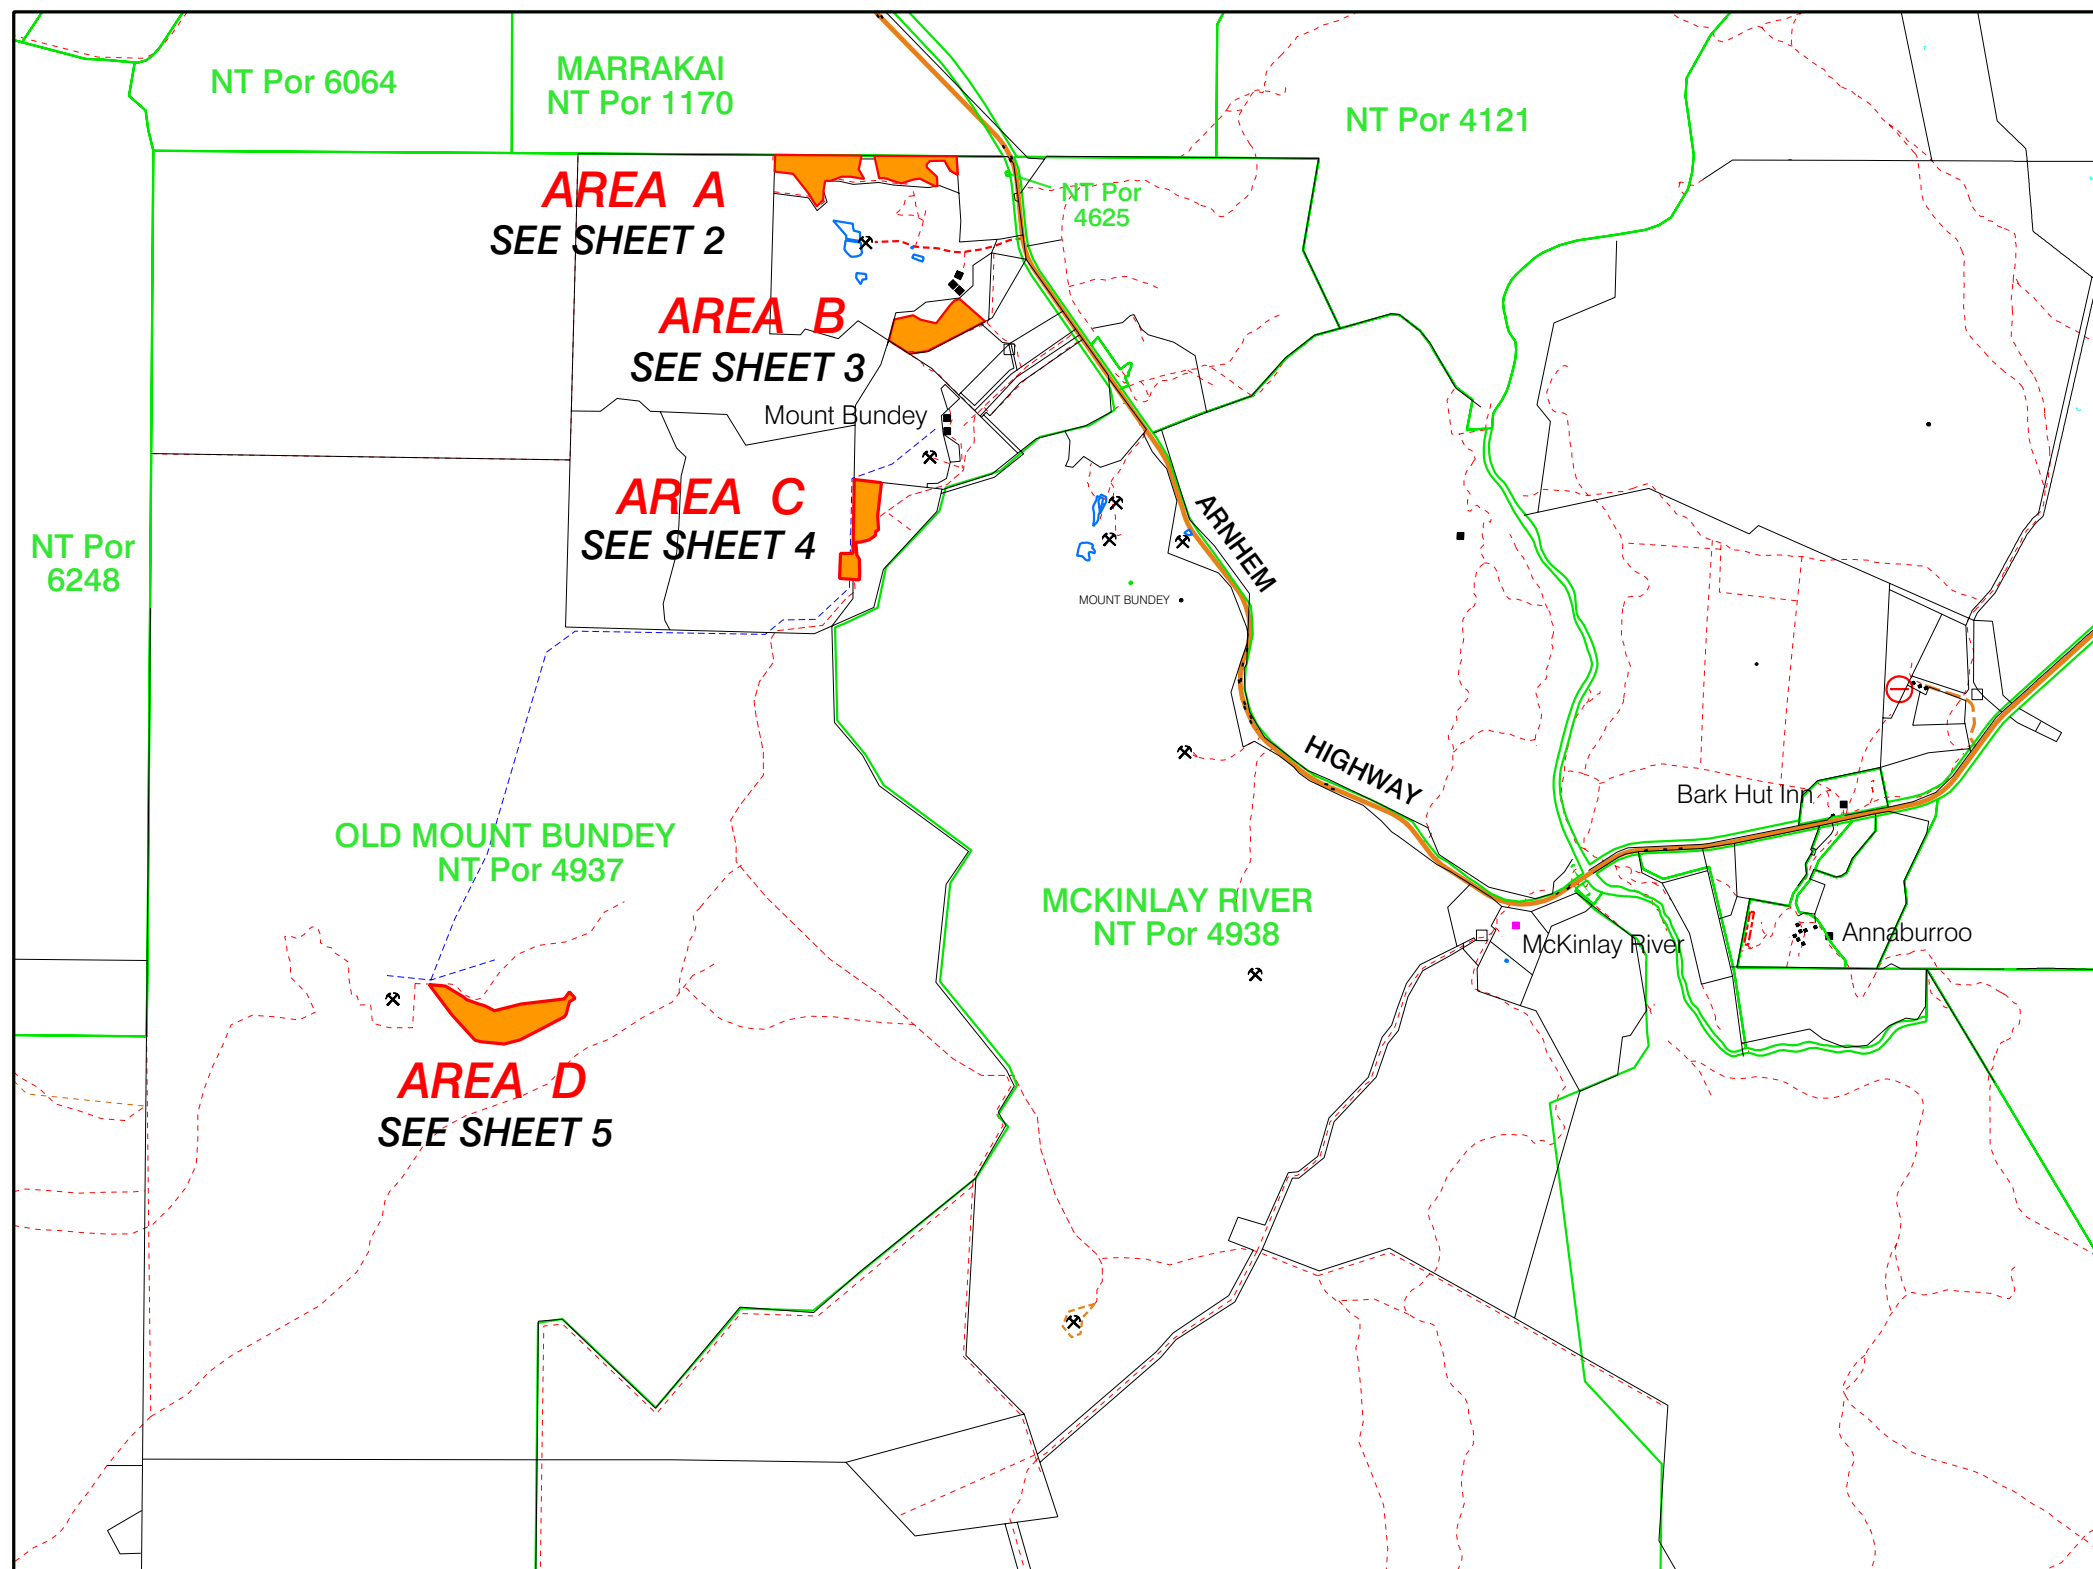 NT Por 6064
MARRAKAI
NT Por 1170
NT Por 4121
AREA A
SEE SHEET 2
NT Por
4625
AREA B
SEE SHEET 3
Mount Bundey
AREA C
SEE SHEET 4
NT Por
6248
ARNHEM
MOUNT BUNDEY
HIGHWAY
Bark Hut Inn
OLD MOUNT BUNDEY
NT Por 4937
MCKINLAY RIVER
NT Por 4938
McKinlay River
Annaburroo
AREA D
SEE SHEET 5